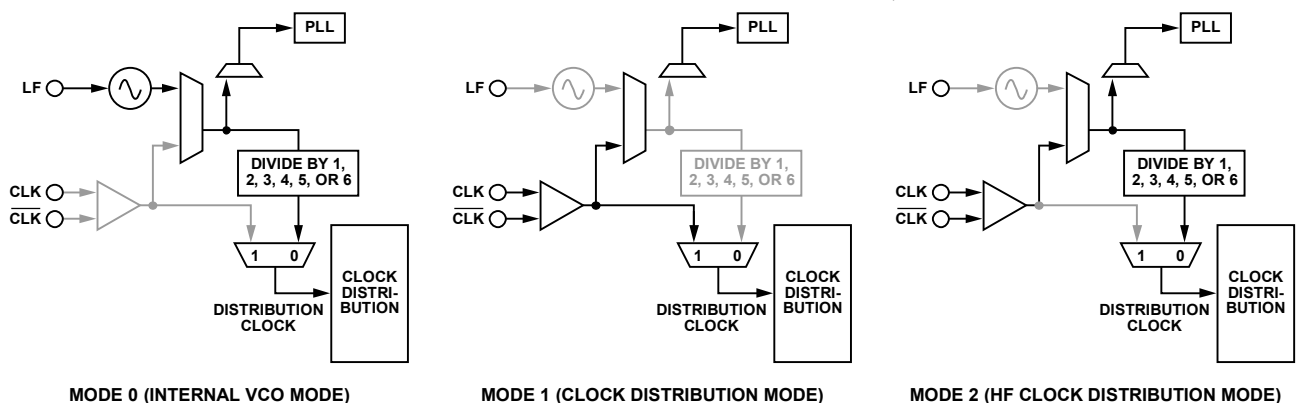 PLL
LF
DIVIDE BY 1,
2, 3, 4, 5, OR 6
CLK
CLK
1 0
CLOCK
DISTRI-
BUTION
DISTRIBUTION
CLOCK
MODE 0 (INTERNAL VCO MODE)
PLL
LF
DIVIDE BY 1,
2, 3, 4, 5, OR 6
CLK
CLK
1 0
CLOCK
DISTRI-
BUTION
DISTRIBUTION
CLOCK
MODE 1 (CLOCK DISTRIBUTION MODE)
PLL
LF
DIVIDE BY 1,
2, 3, 4, 5, OR 6
CLK
CLK
1 0
CLOCK
DISTRI-
BUTION
DISTRIBUTION
CLOCK
MODE 2 (HF CLOCK DISTRIBUTION MODE)